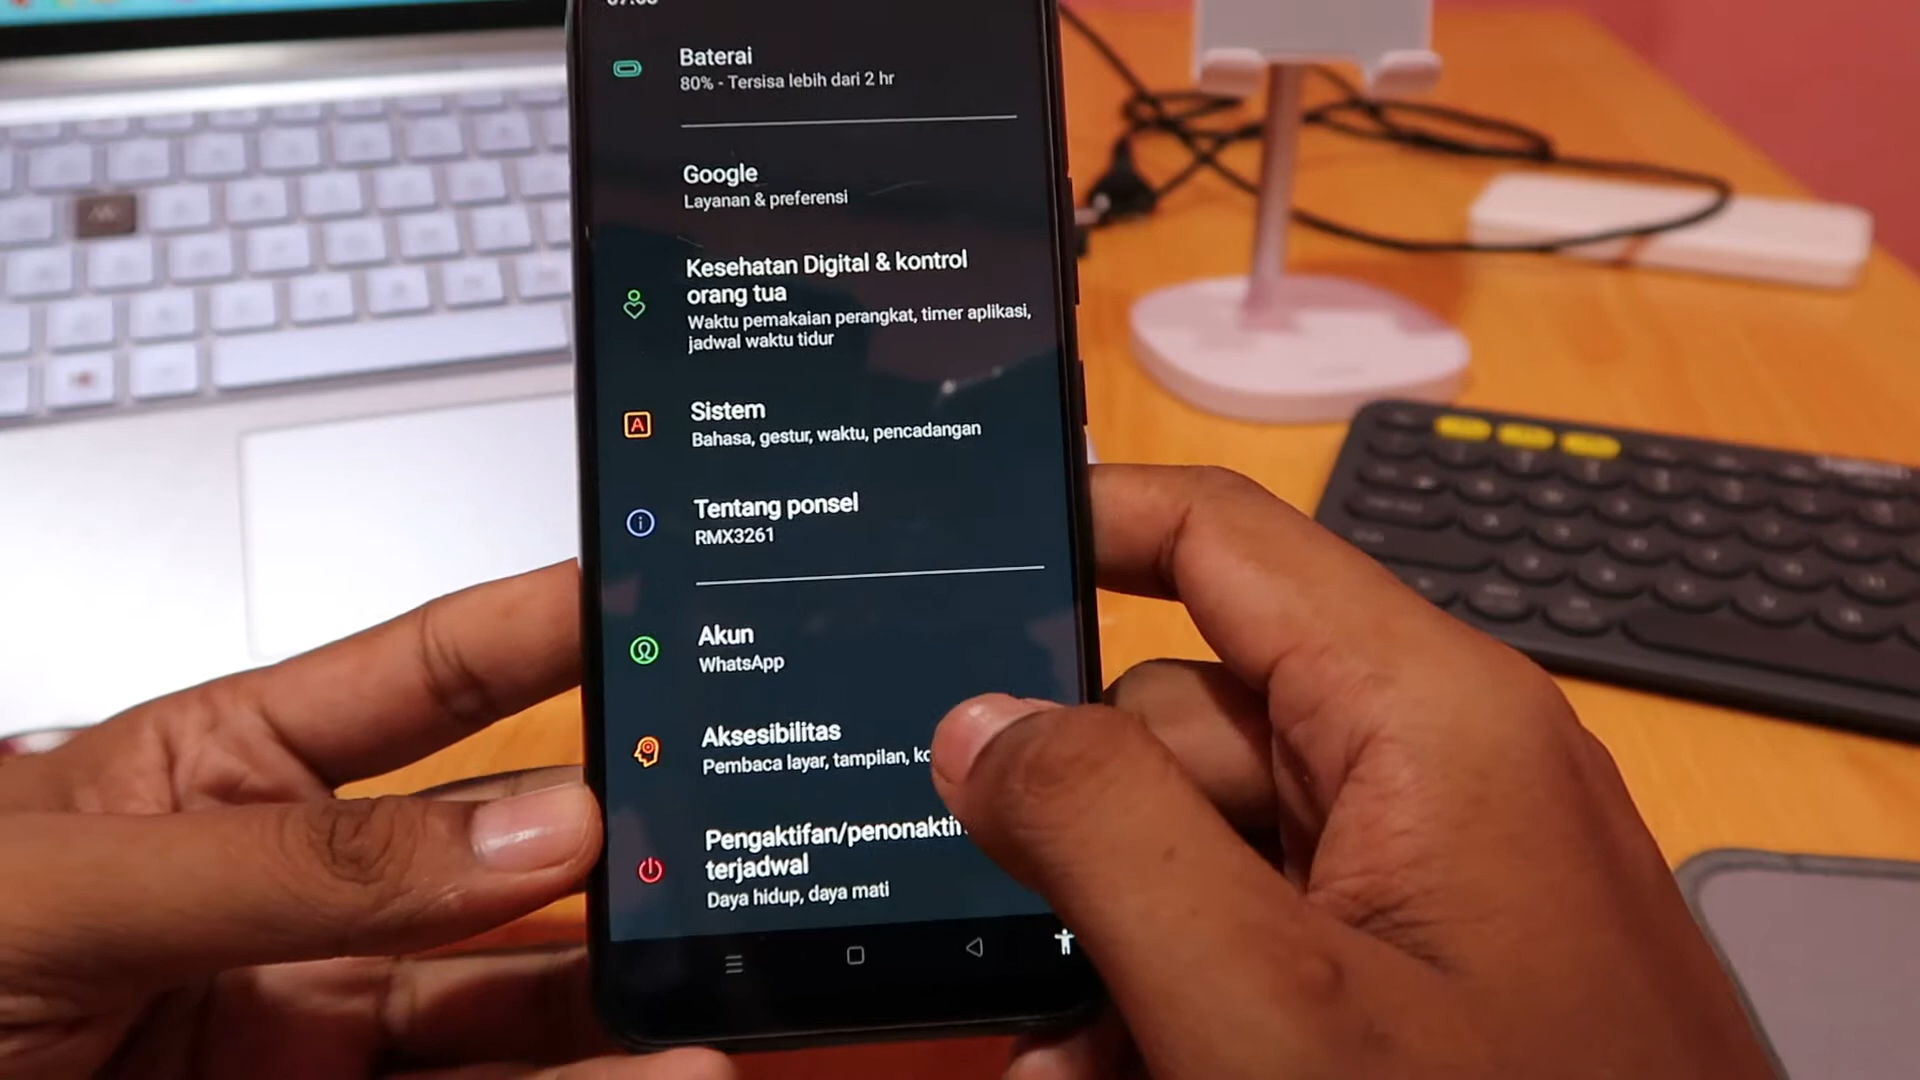 Baterai
80% - Tersisa lebih dari 2 hr
Google
Layanan & preferensi
Kesehatan Digital & kontrol
orang tua
Waktu pemakaian perangkat, timer aplikasi,
jadwal waktu tidur
Sistem
Bahasa, gestur, waktu, pencadangan
Tentang ponsel
RMX3261
Akun
WhatsApp
Aksesibilitas
Pembaca layar, tampilan,
terjadwal
Daya hidup, daya mati